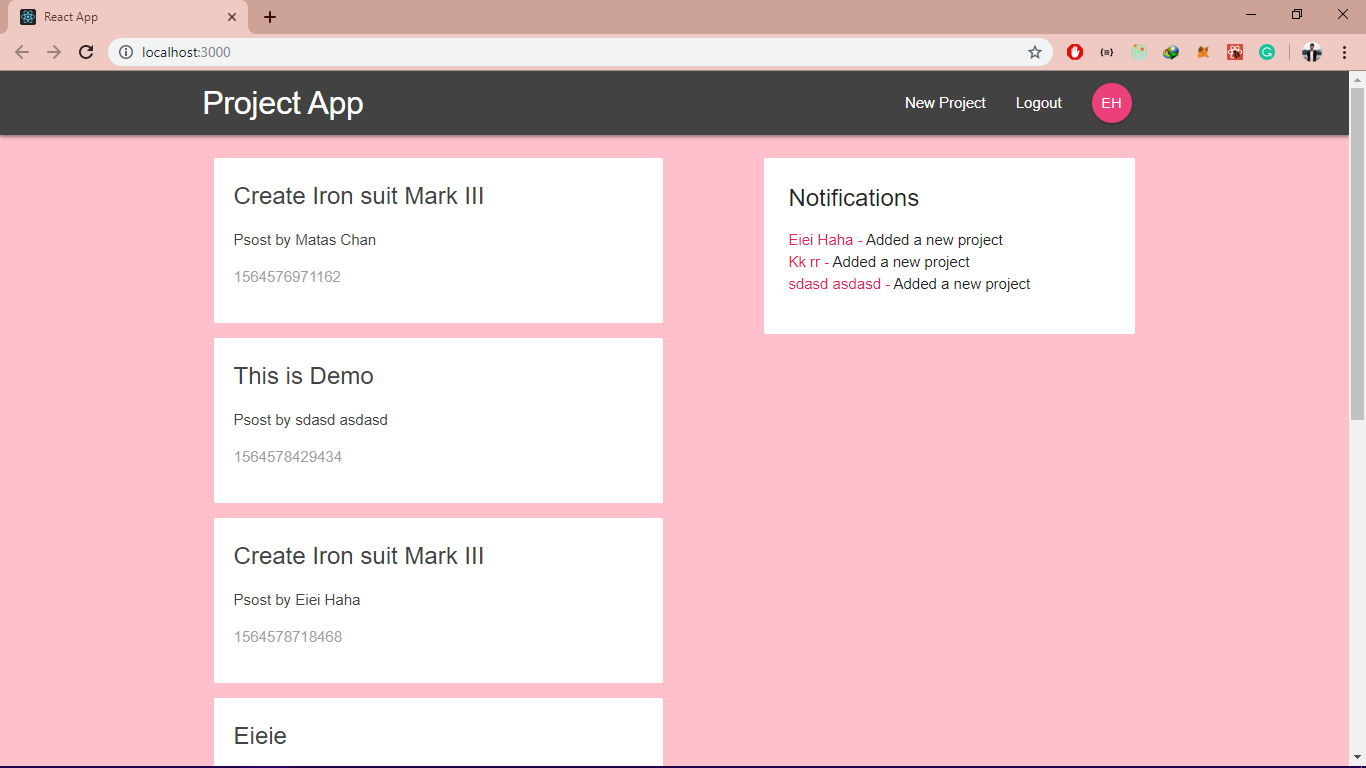 React App
localhost:3000
Project App
New Project
Logout
EH
Create Iron suit Mark III
Psost by Matas Chan
1564576971162
This is Demo
Psost by sdasd asdasd
1564578429434
Create Iron suit Mark III
Psost by Eiei Haha
1564578718468
Eieie
Notifications
Eiei Haha - Added a new project
Kk rr - Added a new project
sdasd asdasd - Added a new project